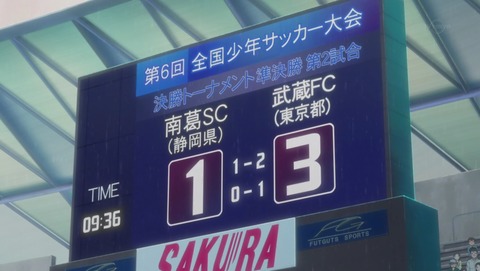 第6回 全国少年サッカー大会
決勝トーナメント 準決勝 第2試合
南葛SC 武蔵FC
(静岡県) (東京都)
1 1-2 3
0-1
TIME
09:36
SAKURA
FUTOUTS SPORTS